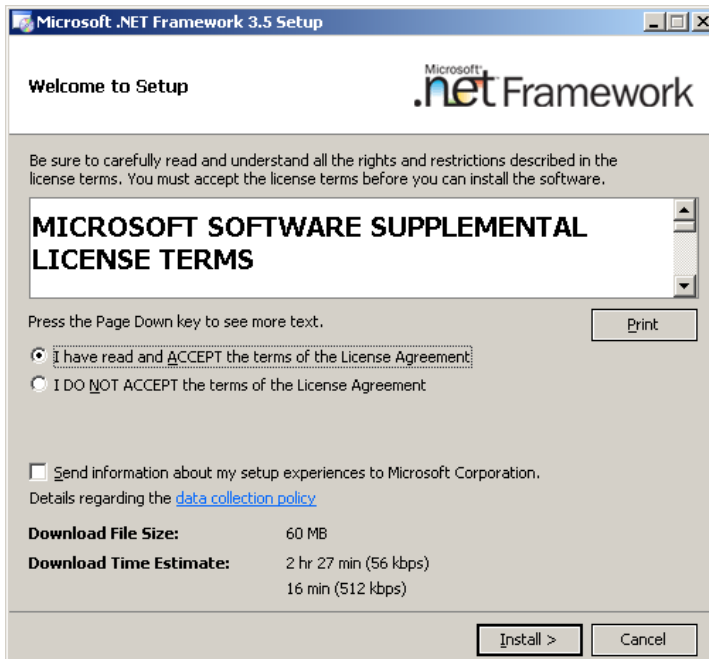 Microsoft .NET Framework 3.5 Setup
Welcome to Setup
Microsoft
.net Framework
Be sure to carefully read and understand all the rights and restrictions described in the
license terms. You must accept the license terms before you can install the software.
MICROSOFT SOFTWARE SUPPLEMENTAL
LICENSE TERMS
Press the Page Down key to see more text.
Print
I have read and ACCEPT the terms of the License Agreement
I DO NOT ACCEPT the terms of the License Agreement
Send information about my setup experiences to Microsoft Corporation.
Details regarding the data collection policy
Download File Size: 60 MB
Download Time Estimate: 2 hr 27 min (56 kbps)
16 min (512 kbps)
Install > Cancel